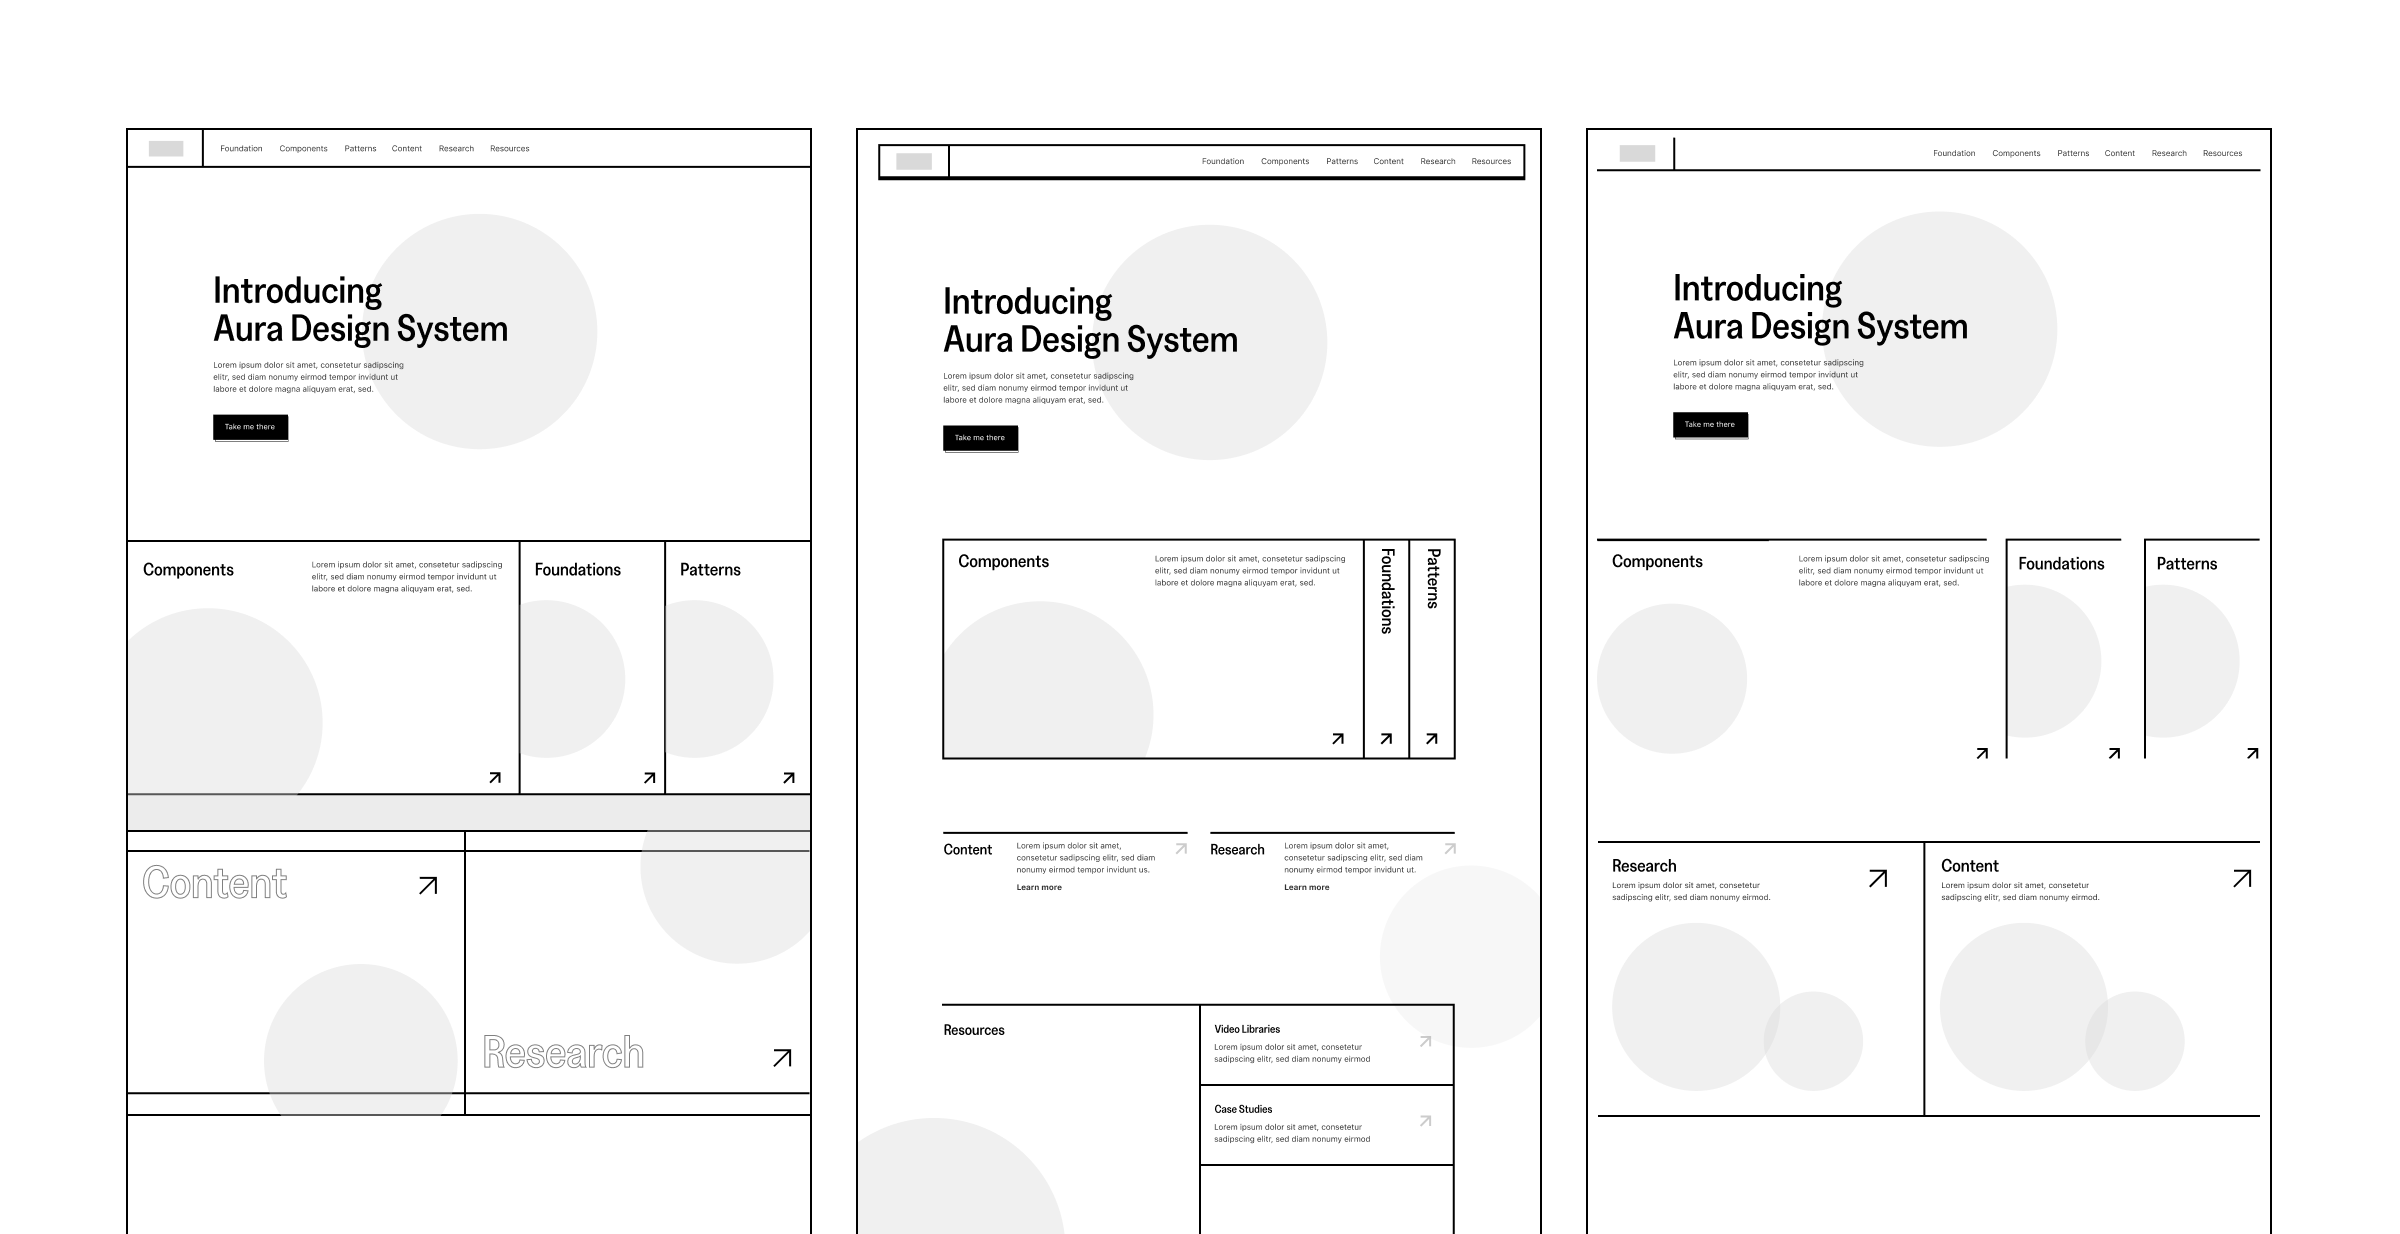 Foundation Components Patterns Content Research Resources
Introducing
Aura Design System
Lorem ipsum dolor sit amet, consetetur sadipscing
elitr, sed diam nonumy eirmod tempor invidunt ut
labore et dolore magna aliquyam erat, sed.
Take me there
Components
Lorem ipsum dolor sit amet, consetetur sadipscing
elitr, sed diam nonumy eirmod tempor invidunt ut
labore et dolore magna aliquyam erat, sed.
Foundations
Patterns
Content
Research
Foundation Components Patterns Content Research Resources
Introducing
Aura Design System
Lorem ipsum dolor sit amet, consetetur sadipscing
elitr, sed diam nonumy eirmod tempor invidunt ut
labore et dolore magna aliquyam erat, sed.
Take me there
Components
Lorem ipsum dolor sit amet, consetetur sadipscing
elitr, sed diam nonumy eirmod tempor invidunt ut
labore et dolore magna aliquyam erat, sed.
Foundations
Patterns
Content
Lorem ipsum dolor sit amet,
consetetur sadipscing elitr, sed diam
nonumy eirmod tempor invidunt us.
Learn more
Research
Lorem ipsum dolor sit amet,
consetetur sadipscing elitr, sed diam
nonumy eirmod tempor invidunt ut.
Learn more
Resources
Video Libraries
Lorem ipsum dolor sit amet, consetetur
sadipscing elitr, sed diam nonumy eirmod
Case Studies
Lorem ipsum dolor sit amet, consetetur
sadipscing elitr, sed diam nonumy eirmod
Foundation Components Patterns Content Research Resources
Introducing
Aura Design System
Lorem ipsum dolor sit amet, consetetur sadipscing
elitr, sed diam nonumy eirmod tempor invidunt ut
labore et dolore magna aliquyam erat, sed.
Take me there
Components
Lorem ipsum dolor sit amet, consetetur sadipscing
elitr, sed diam nonumy eirmod tempor invidunt ut
labore et dolore magna aliquyam erat, sed.
Foundations
Patterns
Research
Lorem ipsum dolor sit amet, consetetur
sadipscing elitr, sed diam nonumy eirmod.
Content
Lorem ipsum dolor sit amet, consetetur
sadipscing elitr, sed diam nonumy eirmod.